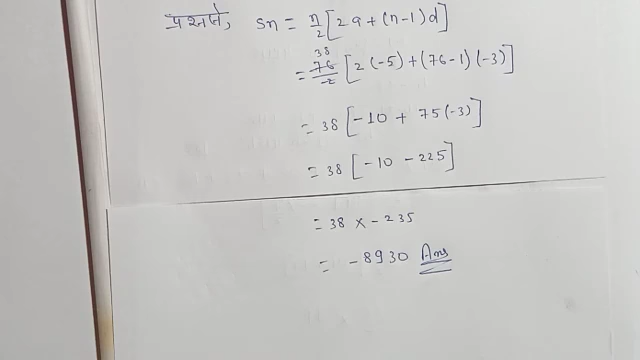 प्रश्नसे, Sn = n/2 [2a + (n-1)d]
= 38 76/2 [2(-5) + (76-1)(-3)]
= 38 [-10 + 75(-3)]
= 38 [-10 - 225]
= 38 x - 235
= -8930 Ans